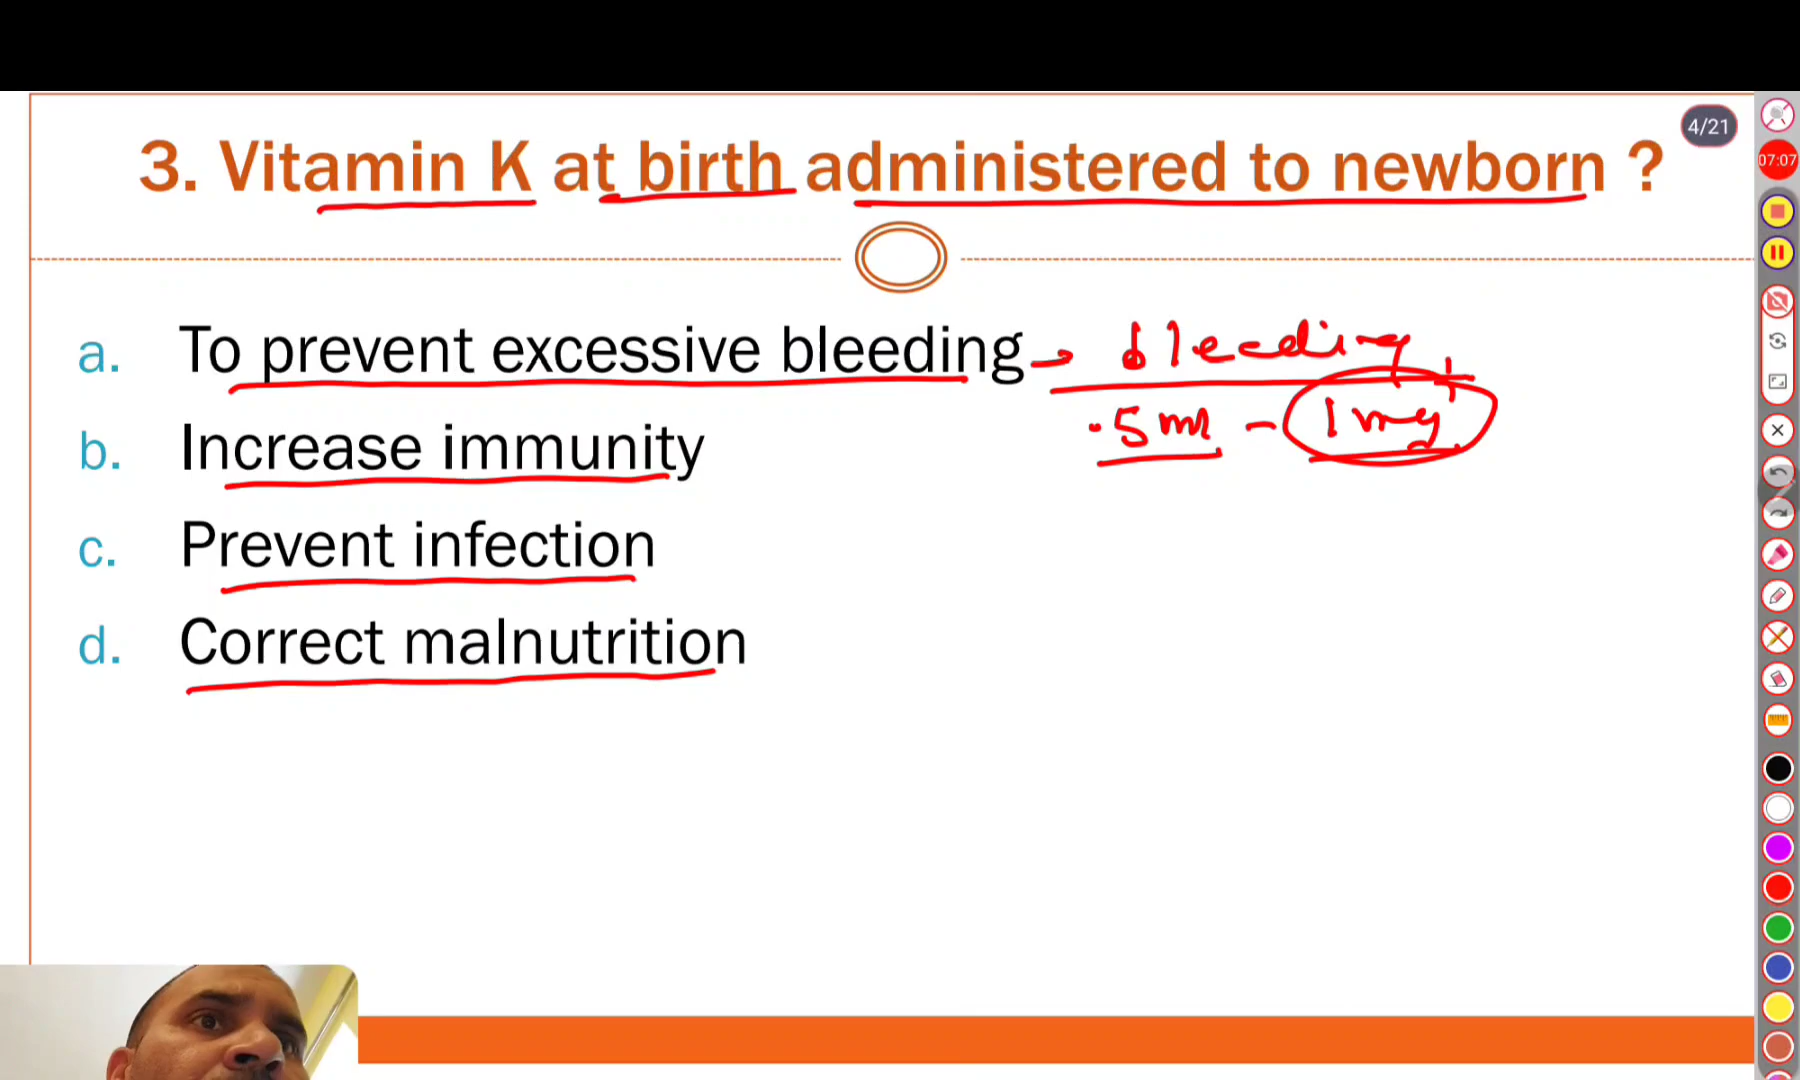 4/21
3. Vitamin K at birth administered to newborn ?
07:07
a. To prevent excessive bleeding → bleeding
.5 ml - 1 mg
b. Increase immunity
c. Prevent infection
d. Correct malnutrition